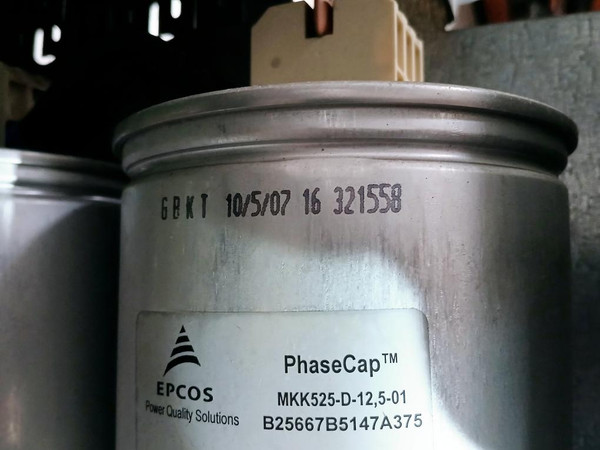 GBKT 10/5/07 16 321558
EPCOS
Power Quality Solutions
PhaseCap™
MKK525-D-12,5-01
B25667B5147A375